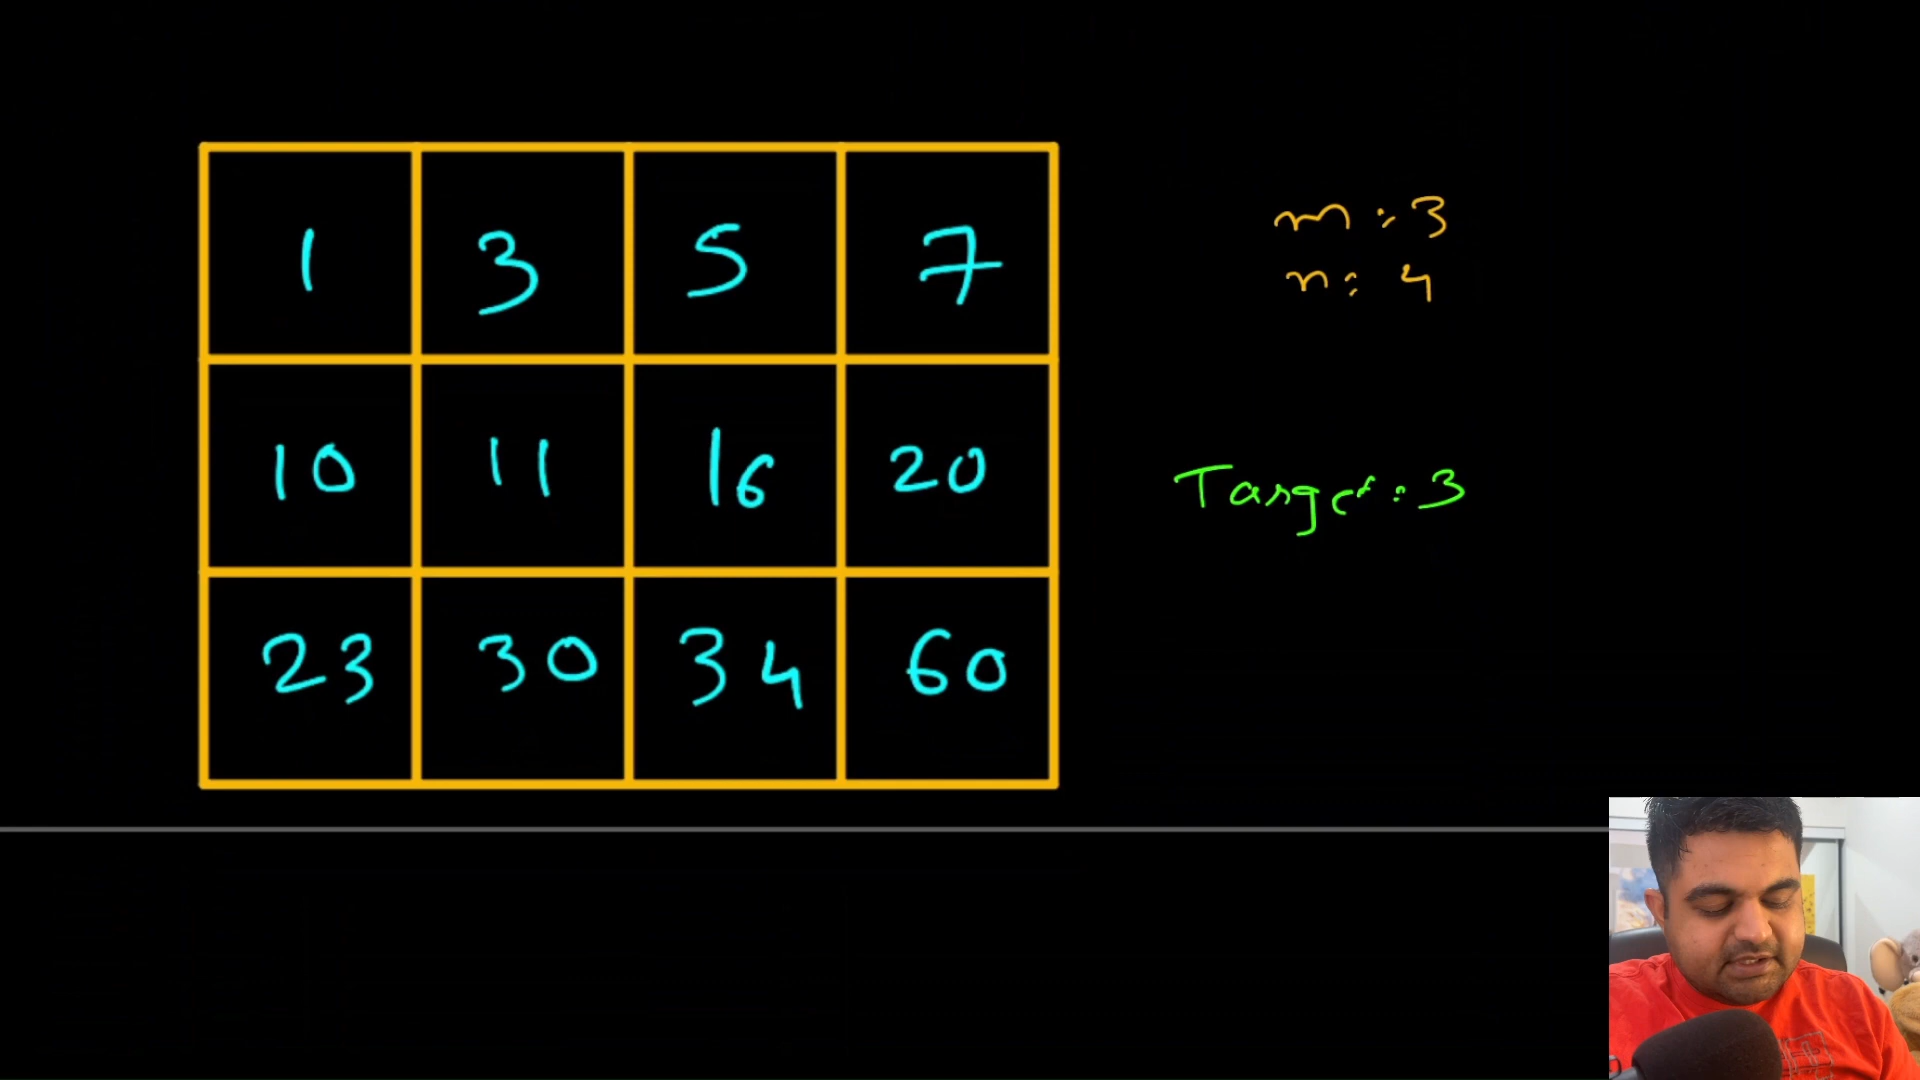 1 3 5 7
m : 3
n : 4
10 11 16 20
Target : 3
23 30 34 60